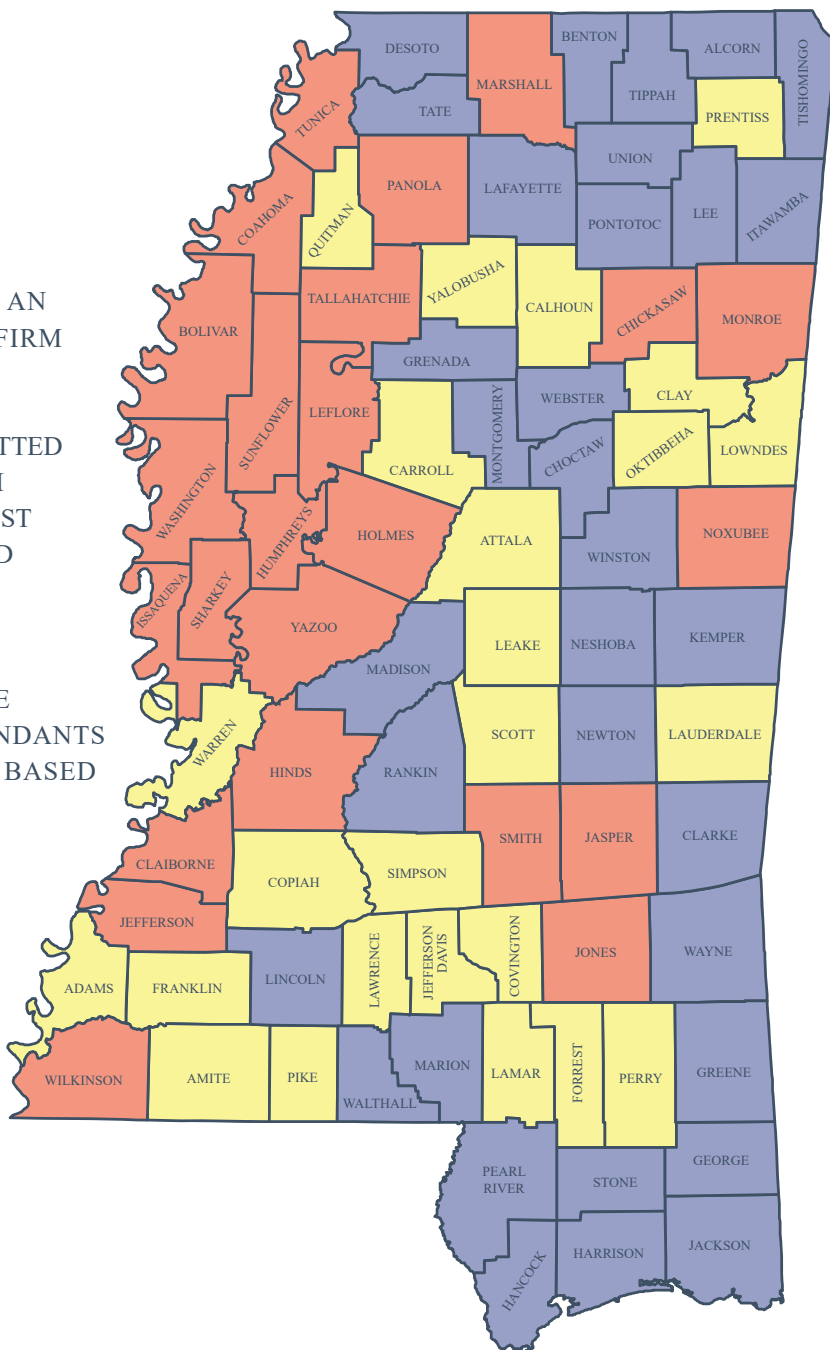 AN
FIRM
TTED
ST
E
NDANTS
BASED
DESOTO
BENTON
ALCORN
TISHOMINGO
MARSHALL
TIPPAH
TATE
TUNICA
PRENTISS
UNION
PANOLA
LAFAYETTE
COAHOMA
QUITMAN
PONTOTOC
LEE
ITAWAMBA
YALOBUSHA
TALLAHATCHIE
CALHOUN
CHICKASAW
MONROE
BOLIVAR
GRENADA
CLAY
WEBSTER
LEFLORE
SUNFLOWER
MONTGOMERY
CHOCTAW
OKTIBBEHA
LOWNDES
CARROLL
WASHINGTON
HUMPHREYS
HOLMES
ATTALA
NOXUBEE
WINSTON
ISSAQUENA
SHARKEY
YAZOO
LEAKE
NESHOBA
KEMPER
MADISON
WARREN
SCOTT
NEWTON
LAUDERDALE
HINDS
RANKIN
SMITH
JASPER
CLARKE
CLAIBORNE
COPIAH
SIMPSON
JEFFERSON
LAWRENCE
JEFFERSON
DAVIS
COVINGTON
JONES
WAYNE
ADAMS
FRANKLIN
LINCOLN
WILKINSON
AMITE
PIKE
WALTHALL
MARION
LAMAR
FORREST
PERRY
GREENE
PEARL
RIVER
STONE
GEORGE
HANCOCK
HARRISON
JACKSON